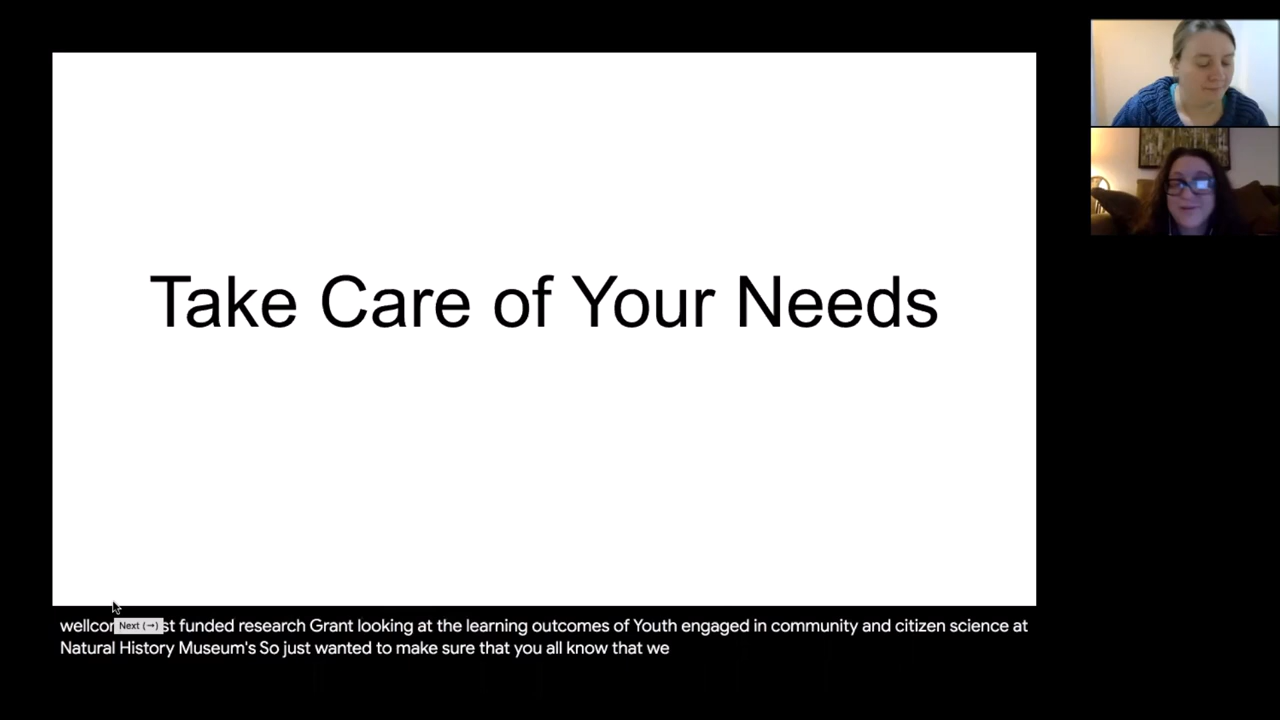 Take Care of Your Needs
Next (→)
funded research Grant looking at the learning outcomes of Youth engaged in community and citizen science at
Natural History Museum's So just wanted to make sure that you all know that we